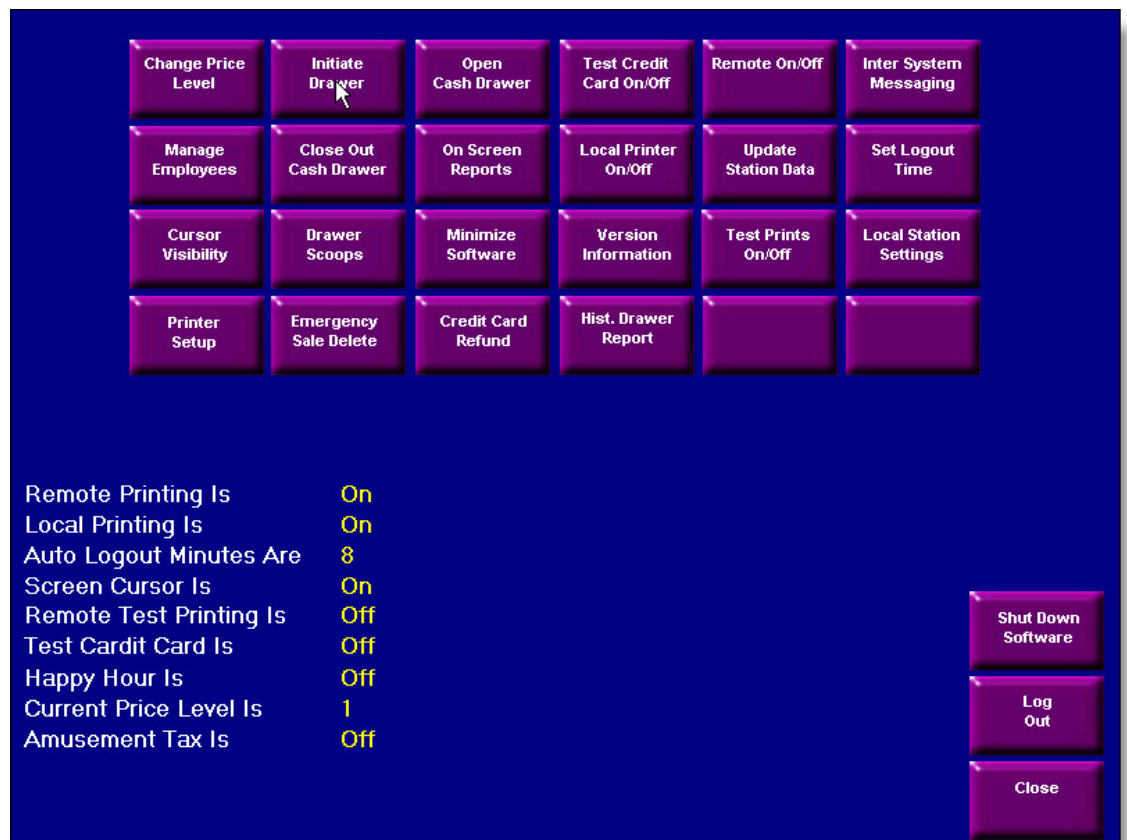 Change Price
Level
Initiate
Drawer
Open
Cash Drawer
Test Credit
Card On/Off
Remote On/Off
Inter System
Messaging
Manage
Employees
Close Out
Cash Drawer
On Screen
Reports
Local Printer
On/Off
Update
Station Data
Set Logout
Time
Cursor
Visibility
Drawer
Scoops
Minimize
Software
Version
Information
Test Prints
On/Off
Local Station
Settings
Printer
Setup
Emergency
Sale Delete
Credit Card
Refund
Hist. Drawer
Report
Remote Printing Is On
Local Printing Is On
Auto Logout Minutes Are 8
Screen Cursor Is On
Remote Test Printing Is Off
Test Cardit Card Is Off
Happy Hour Is Off
Current Price Level Is 1
Amusement Tax Is Off
Shut Down
Software
Log
Out
Close